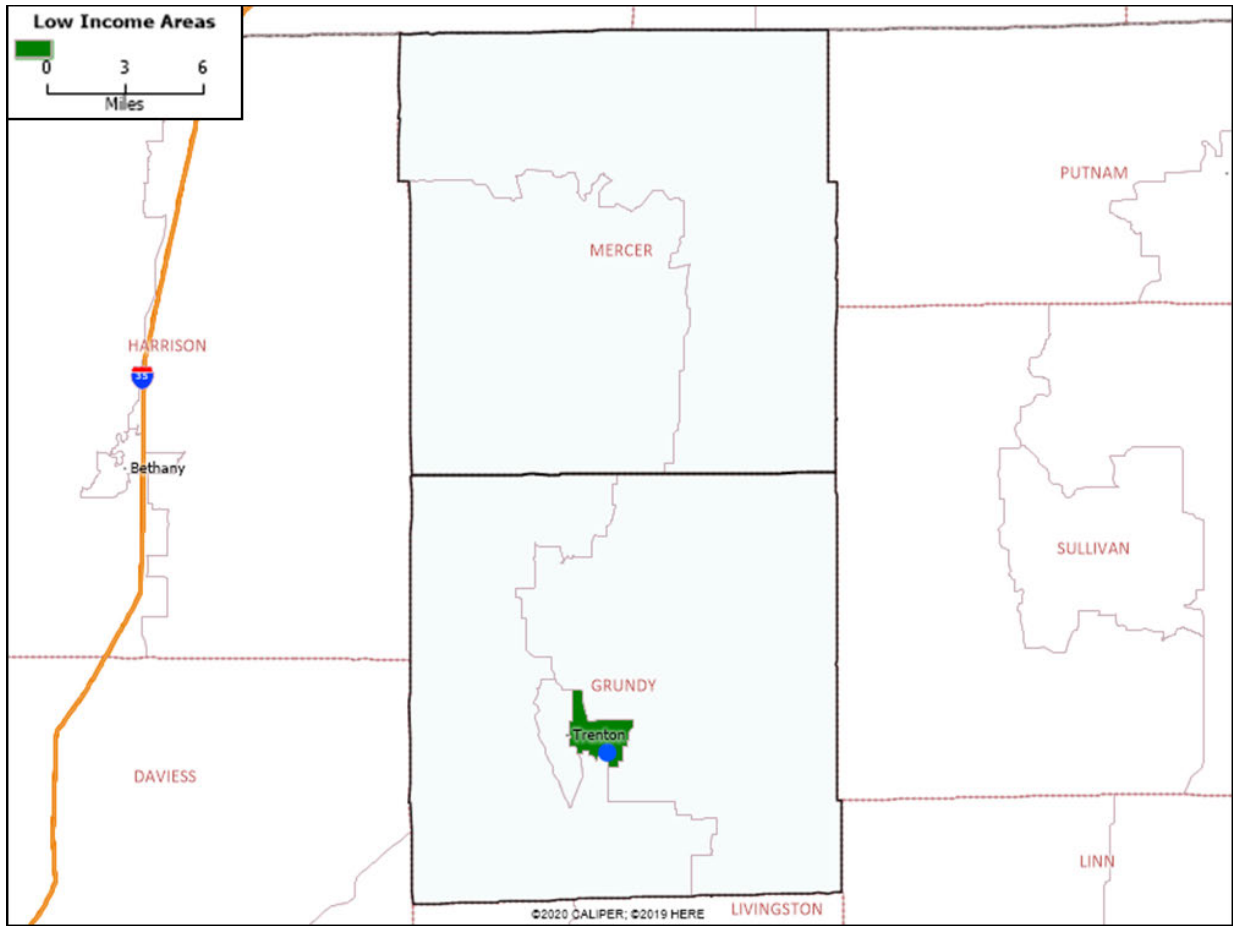 Low Income Areas
0 3 6
Miles
PUTNAM
MERCER
HARRISON
35
Bethany
SULLIVAN
GRUNDY
Trenton
DAVIESS
LINN
LIVINGSTON
©2020 CALIPER; ©2019 HERE